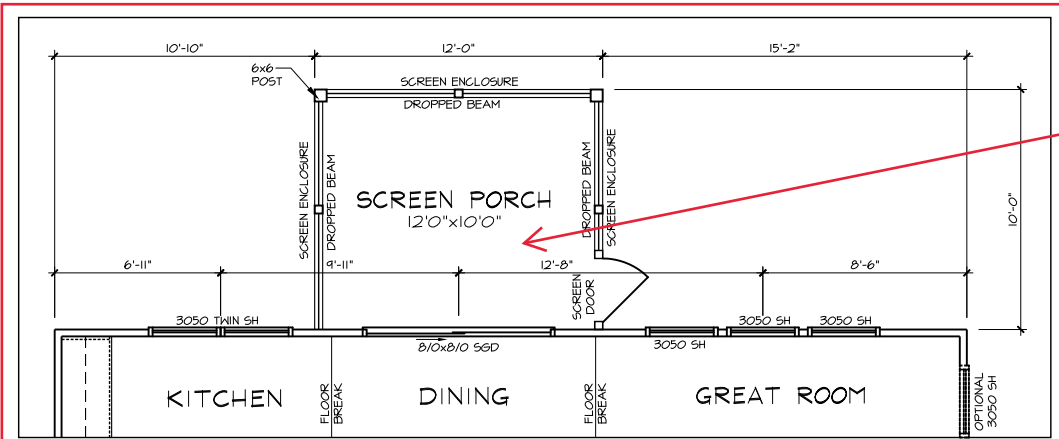 10'-10"
12'-0"
15'-2"
6x6
POST
SCREEN ENCLOSURE
DROPPED BEAM
SCREEN ENCLOSURE
DROPPED BEAM
SCREEN PORCH
12'0"x10'0"
DROPPED BEAM
SCREEN ENCLOSURE
10'-0"
6'-11"
9'-11"
12'-8"
8'-6"
SCREEN
DOOR
3050 TWIN SH
8/0x8/0 SGD
3050 SH
3050 SH
3050 SH
KITCHEN
FLOOR
BREAK
DINING
FLOOR
BREAK
GREAT ROOM
OPTIONAL
3050 SH